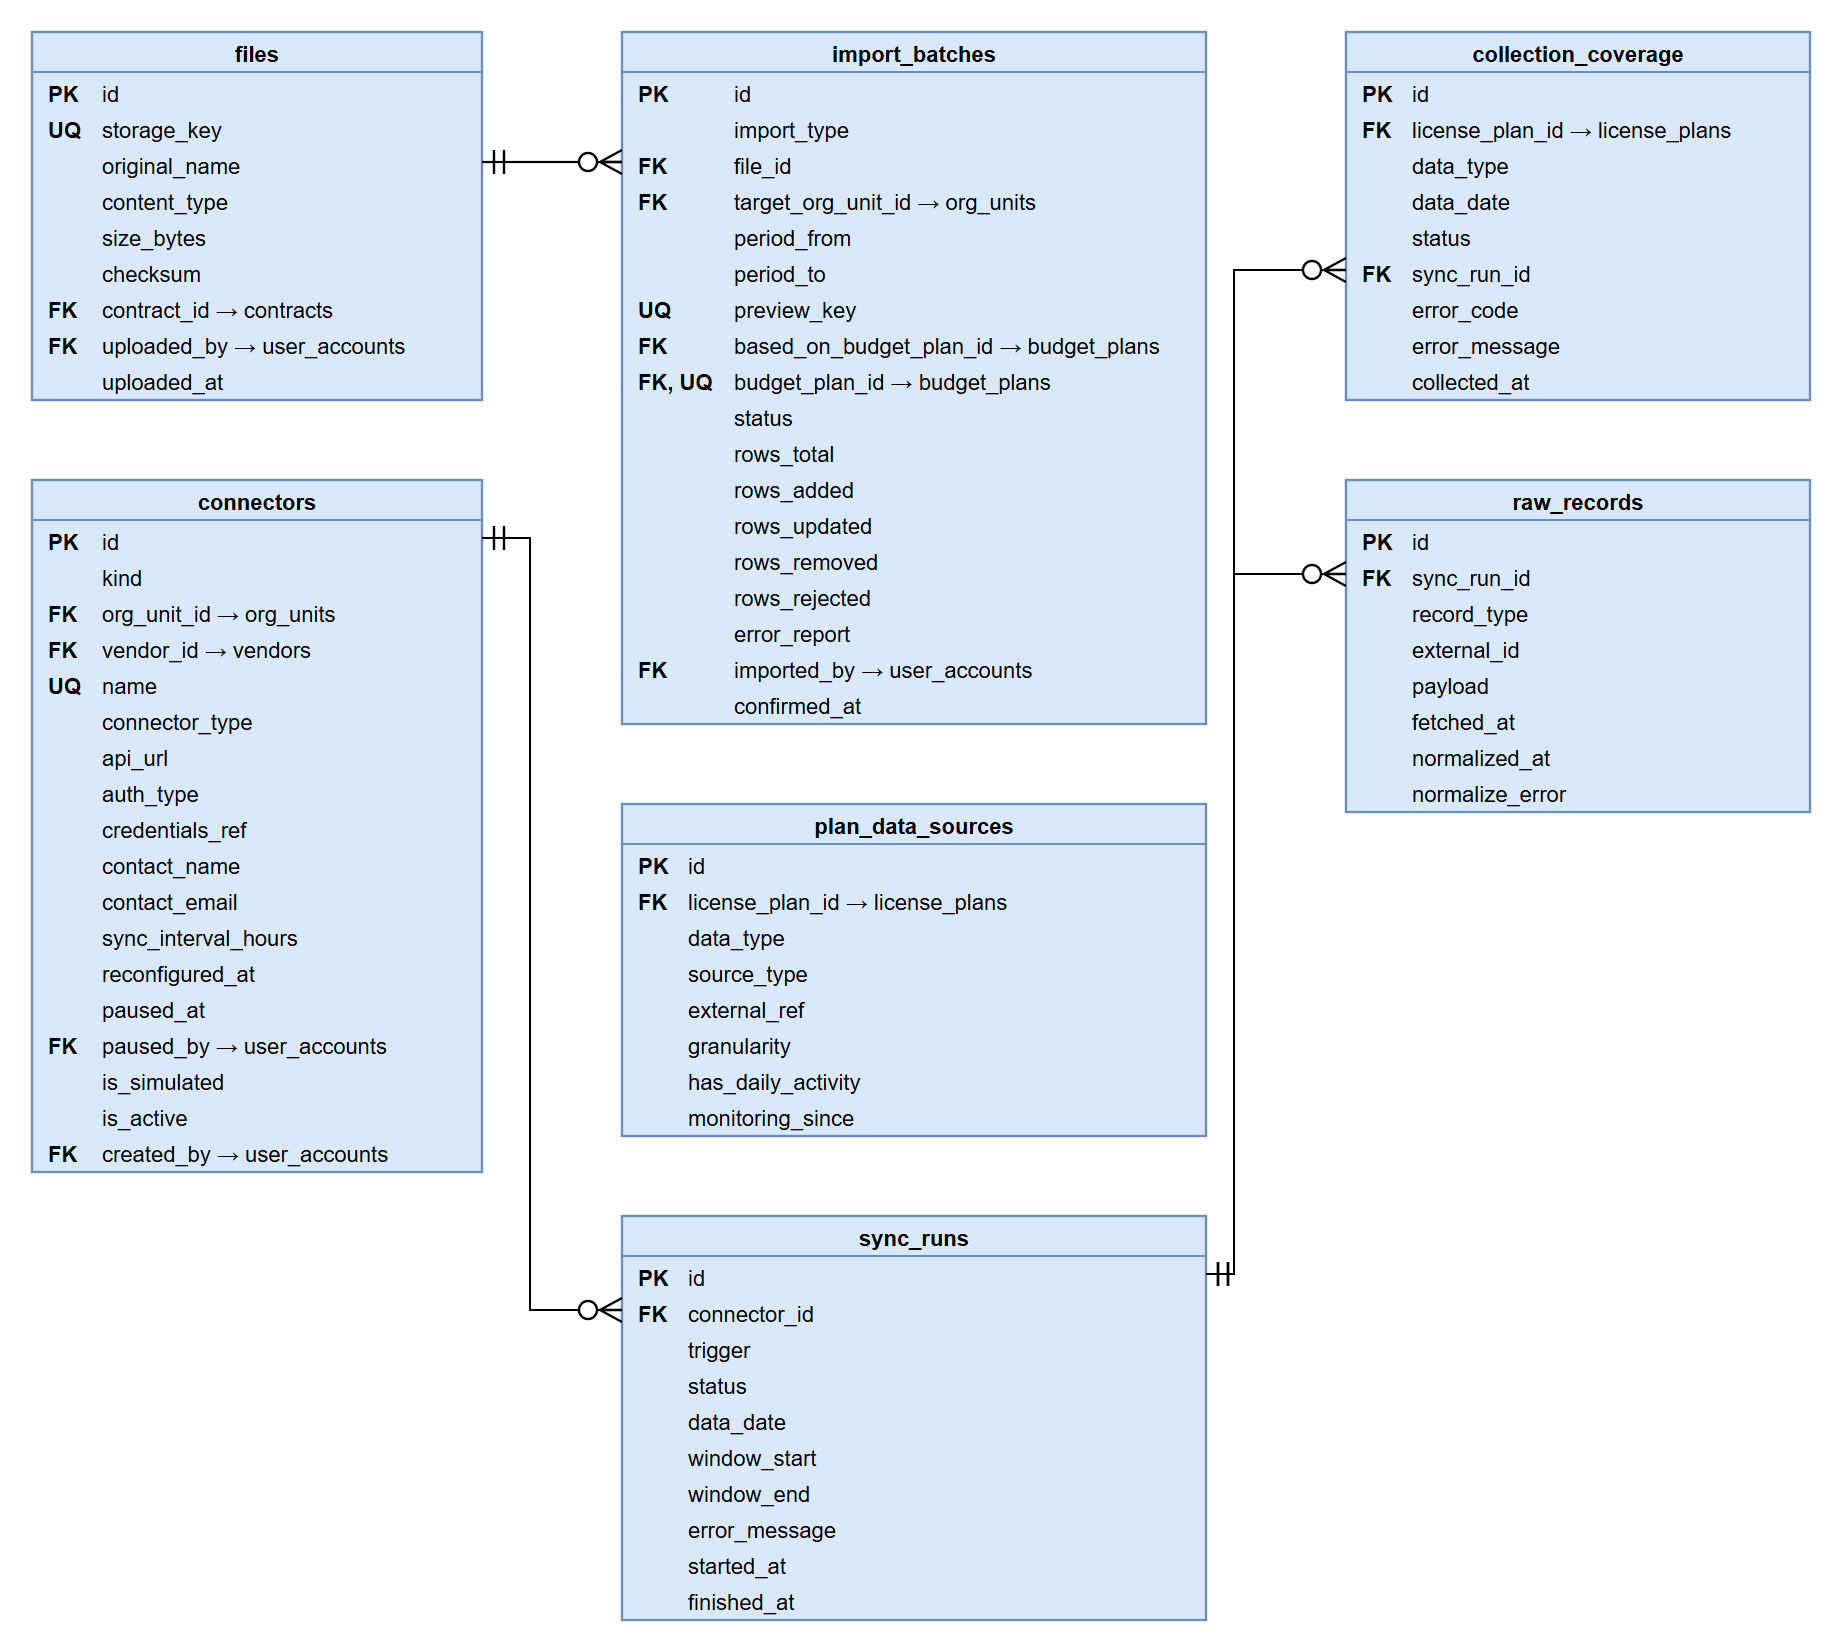 files
PK id
UQ storage_key
original_name
content_type
size_bytes
checksum
FK contract_id → contracts
FK uploaded_by → user_accounts
uploaded_at
import_batches
PK id
import_type
FK file_id
FK target_org_unit_id → org_units
period_from
period_to
UQ preview_key
FK based_on_budget_plan_id → budget_plans
FK, UQ budget_plan_id → budget_plans
status
rows_total
rows_added
rows_updated
rows_removed
rows_rejected
error_report
FK imported_by → user_accounts
confirmed_at
collection_coverage
PK id
FK license_plan_id → license_plans
data_type
data_date
status
FK sync_run_id
error_code
error_message
collected_at
connectors
PK id
kind
FK org_unit_id → org_units
FK vendor_id → vendors
UQ name
connector_type
api_url
auth_type
credentials_ref
contact_name
contact_email
sync_interval_hours
reconfigured_at
paused_at
FK paused_by → user_accounts
is_simulated
is_active
FK created_by → user_accounts
raw_records
PK id
FK sync_run_id
record_type
external_id
payload
fetched_at
normalized_at
normalize_error
plan_data_sources
PK id
FK license_plan_id → license_plans
data_type
source_type
external_ref
granularity
has_daily_activity
monitoring_since
sync_runs
PK id
FK connector_id
trigger
status
data_date
window_start
window_end
error_message
started_at
finished_at